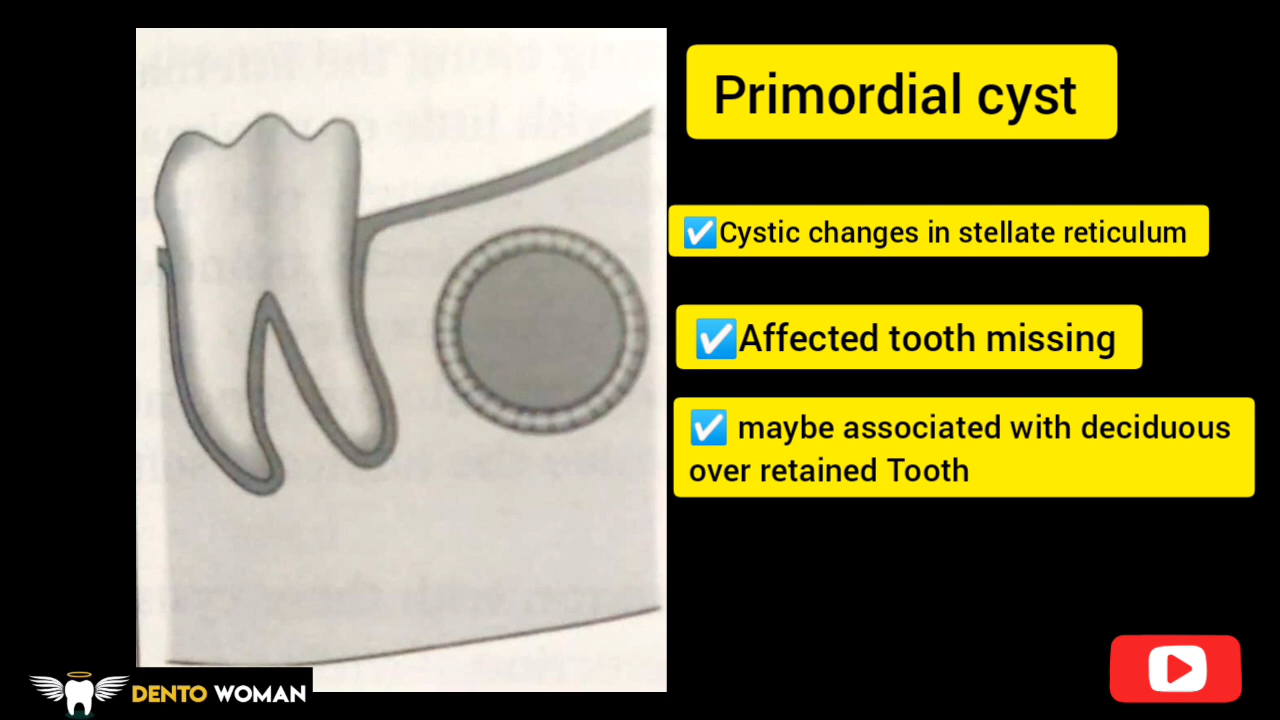 Primordial cyst
☑Cystic changes in stellate reticulum
☑Affected tooth missing
☑ maybe associated with deciduous
over retained Tooth
DENTO WOMAN